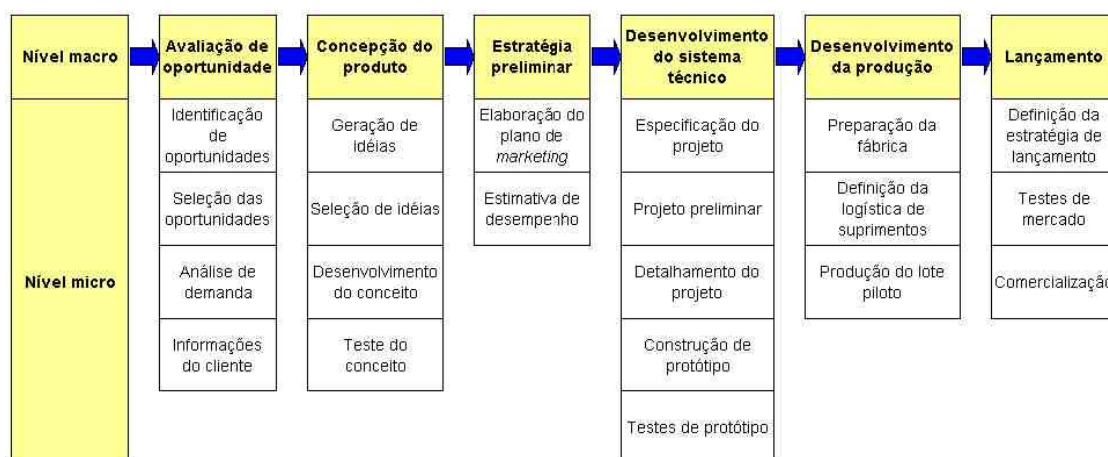 Nível macro
Avaliação de
oportunidade
Concepção do
produto
Estratégia
preliminar
Desenvolvimento
do sistema
técnico
Desenvolvimento
da produção
Lançamento
Nível micro
Identificação
de
oportunidades
Seleção das
oportunidades
Análise de
demanda
Informações
do cliente
Geração de
idéias
Seleção de idéias
Desenvolvimento
do conceito
Teste do
conceito
Elaboração do
plano de
marketing
Estimativa de
desempenho
Especificação do
projeto
Projeto preliminar
Detalhamento do
projeto
Construção de
protótipo
Testes de protótipo
Preparação da
fábrica
Definição da
logística de
suprimentos
Produção do lote
piloto
Definição da
estratégia de
lançamento
Testes de
mercado
Comercialização